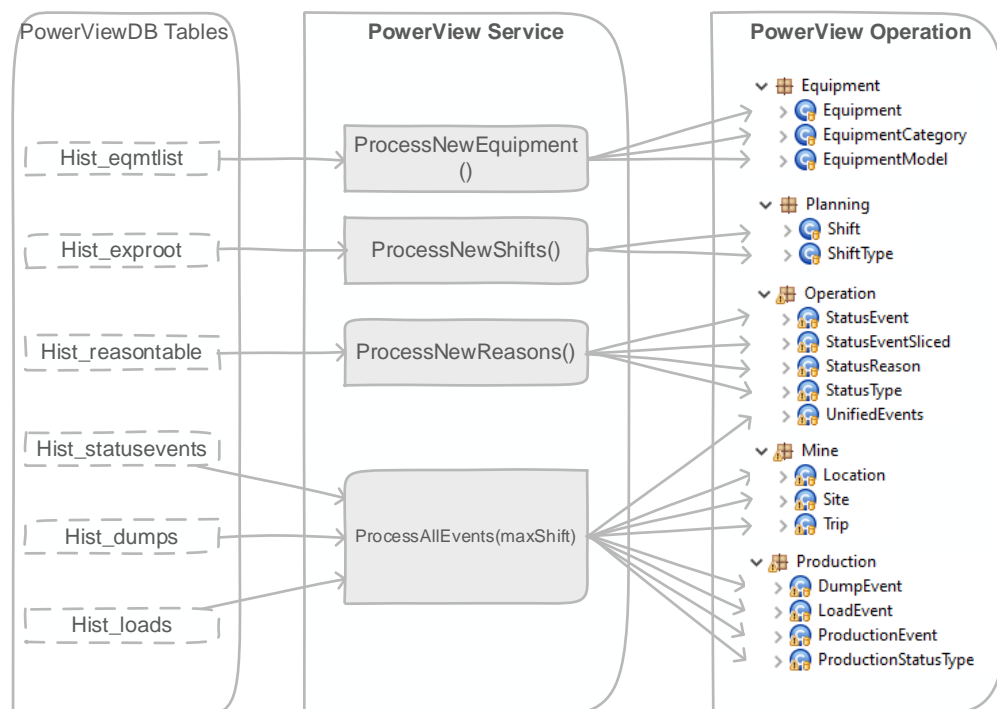 PowerViewDB Tables
Hist_eqmtlist
Hist_exproot
Hist_reasontable
Hist_statusevents
Hist_dumps
Hist_loads
PowerView Service
ProcessNewEquipment
()
ProcessNewShifts()
ProcessNewReasons()
ProcessAllEvents(maxShift)
PowerView Operation
Equipment
Equipment
EquipmentCategory
EquipmentModel
Planning
Shift
ShiftType
Operation
StatusEvent
StatusEventSliced
StatusReason
StatusType
UnifiedEvents
Mine
Location
Site
Trip
Production
DumpEvent
LoadEvent
ProductionEvent
ProductionStatusType